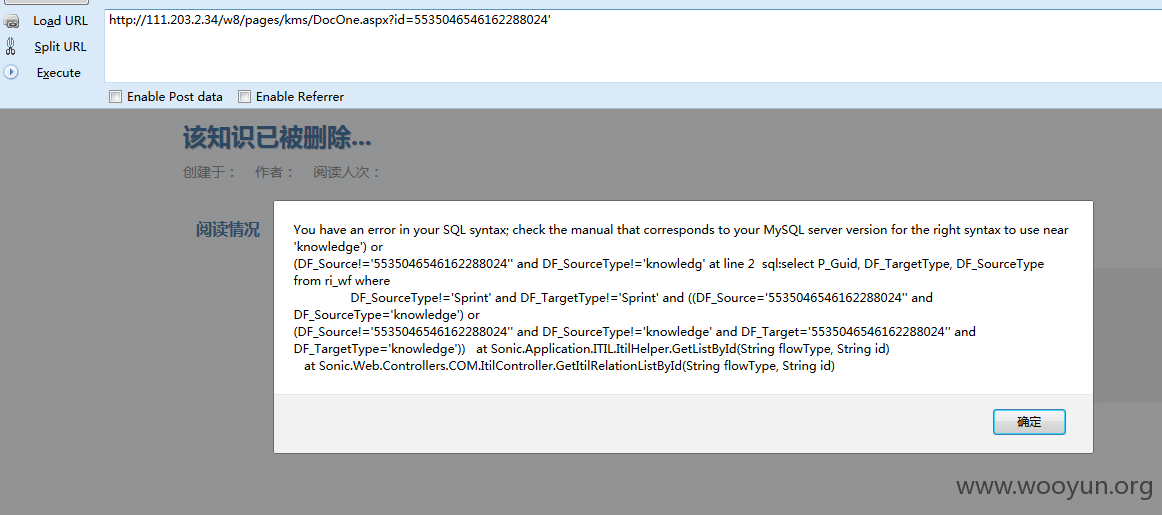 Load URL
http://111.203.2.34/w8/pages/kms/DocOne.aspx?id=5535046546162288024'
Split URL
Execute
Enable Post data Enable Referrer
该知识已被删除...
创建于： 作者： 阅读人次：
阅读情况
You have an error in your SQL syntax; check the manual that corresponds to your MySQL server version for the right syntax to use near
'knowledge') or
(DF_Source!='5535046546162288024'' and DF_SourceType!='knowledg' at line 2 sql:select P_Guid, DF_TargetType, DF_SourceType
from ri_wf where
DF_SourceType!='Sprint' and DF_TargetType!='Sprint' and ((DF_Source='5535046546162288024'' and
DF_SourceType='knowledge') or
(DF_Source!='5535046546162288024'' and DF_SourceType!='knowledge' and DF_Target='5535046546162288024'' and
DF_TargetType='knowledge')) at Sonic.Application.ITIL.ItilHelper.GetListById(String flowType, String id)
at Sonic.Web.Controllers.COM.ItilController.GetItilRelationListById(String flowType, String id)
确定
www.wooyun.org